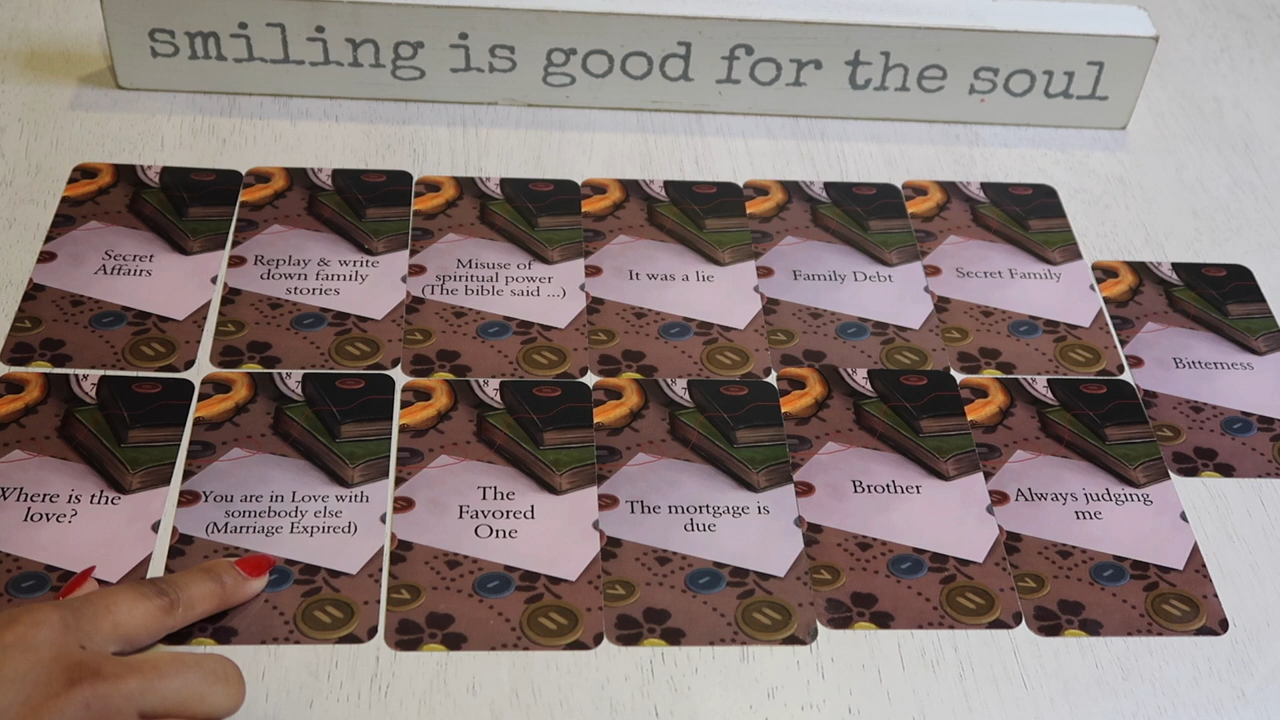 smiling is good for the soul
Secret
Affairs
Replay & write
down family
stories
Misuse of
spiritual power
(The bible said ...)
It was a lie
Family Debt
Secret Family
Bitterness
Where is the
love?
You are in Love with
somebody else
(Marriage Expired)
The
Favored
One
The mortgage is
due
Brother
Always judging
me